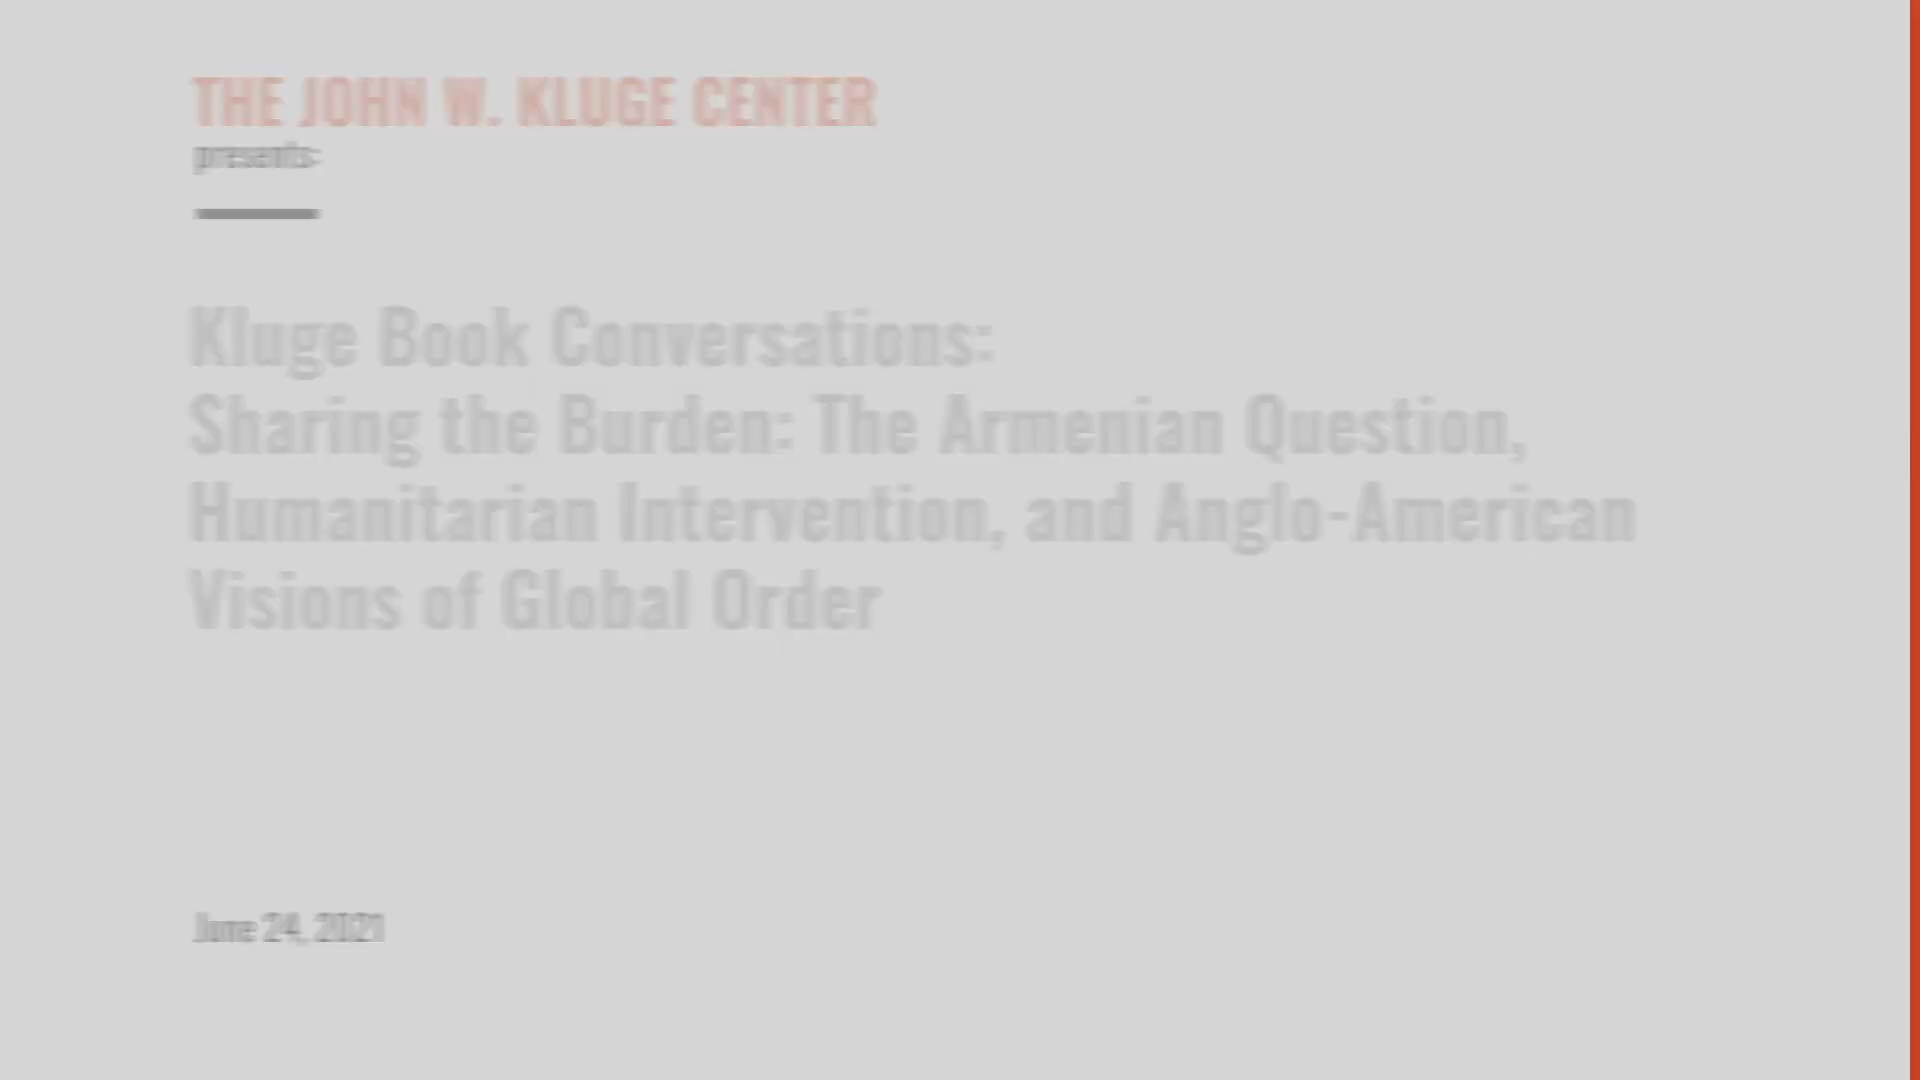 THE JOHN W. KLUGE CENTER
presents
Kluge Book Conversations:
Sharing the Burden: The Armenian Question,
Humanitarian Intervention, and Anglo-American
Visions of Global Order
June 24, 2021